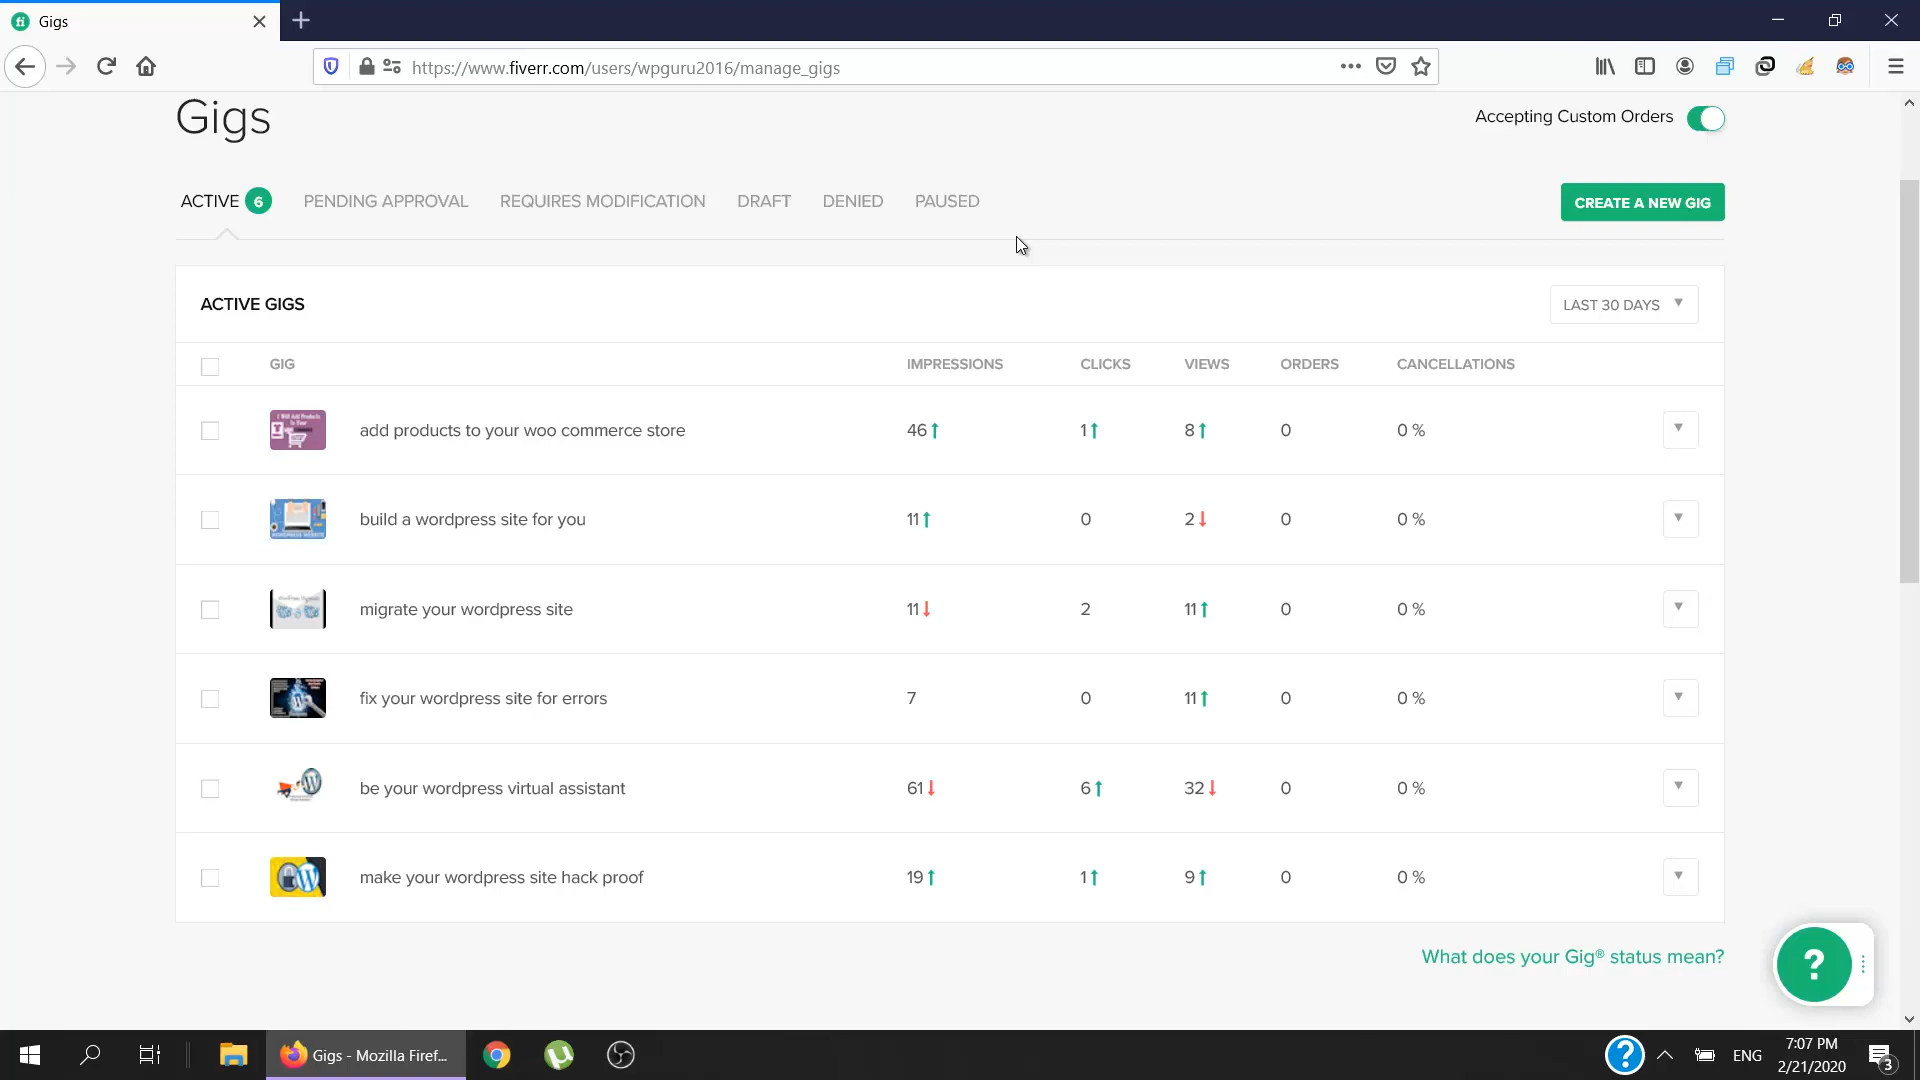 Gigs
https://www.fiverr.com/users/wpguru2016/manage_gigs
Gigs
Accepting Custom Orders
ACTIVE 6 PENDING APPROVAL REQUIRES MODIFICATION DRAFT DENIED PAUSED
CREATE A NEW GIG
ACTIVE GIGS
LAST 30 DAYS
GIG IMPRESSIONS CLICKS VIEWS ORDERS CANCELLATIONS
add products to your woo commerce store 46 1 8 0 0 %
build a wordpress site for you 11 0 2 0 0 %
migrate your wordpress site 11 2 11 0 0 %
fix your wordpress site for errors 7 0 11 0 0 %
be your wordpress virtual assistant 61 6 32 0 0 %
make your wordpress site hack proof 19 1 9 0 0 %
What does your Gig® status mean?
?
Gigs - Mozilla Firef...
?
ENG
7:07 PM
2/21/2020
3